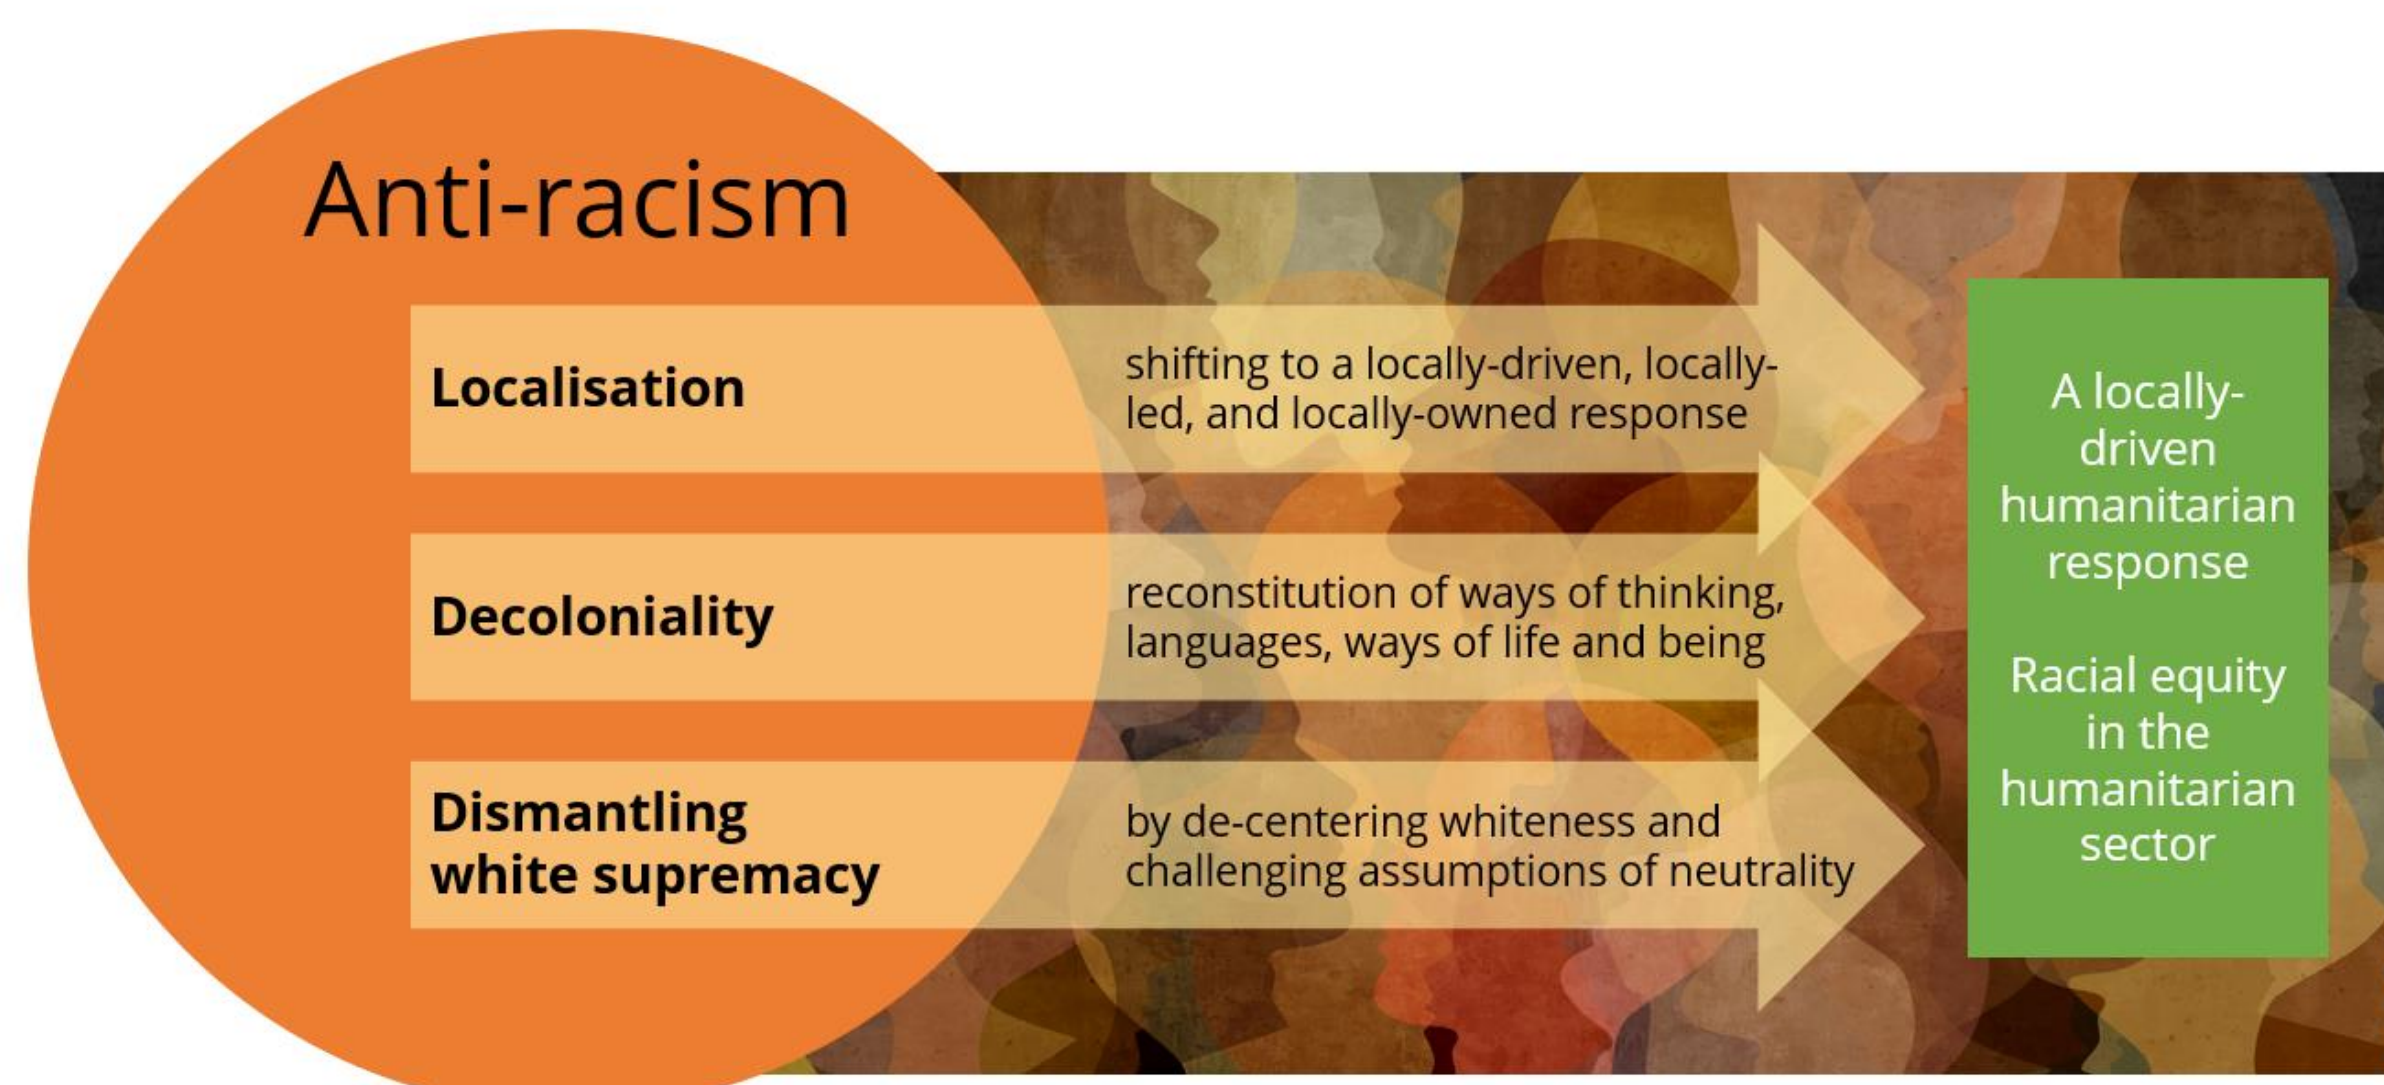 Anti-racism
Localisation
shifting to a locally-driven, locally-
led, and locally-owned response
Decoloniality
reconstitution of ways of thinking,
languages, ways of life and being
Dismantling
white supremacy
by de-centering whiteness and
challenging assumptions of neutrality
A locally-
driven
humanitarian
response
Racial equity
in the
humanitarian
sector